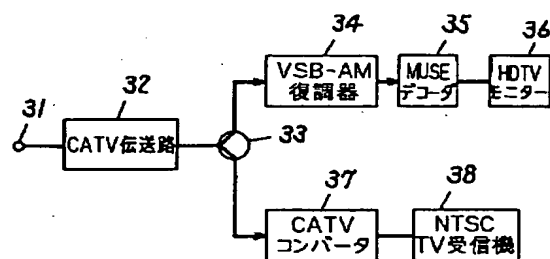 34
35
36
VSB-AM
復調器
MUSE
デコーダ
HDTV
モニター
32
31
CATV伝送路
33
37
38
CATV
コンバータ
NTSC
TV受信機